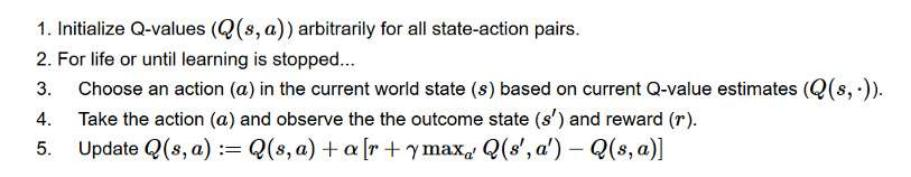 1. Initialize Q-values (Q(s, a)) arbitrarily for all state-action pairs.
2. For life or until learning is stopped...
3. Choose an action (a) in the current world state (s) based on current Q-value estimates (Q(s, ·)).
4. Take the action (a) and observe the the outcome state (s′) and reward (r).
5. Update Q(s, a) := Q(s, a) + α [r + γ maxₐ′ Q(s′, a′) − Q(s, a)]